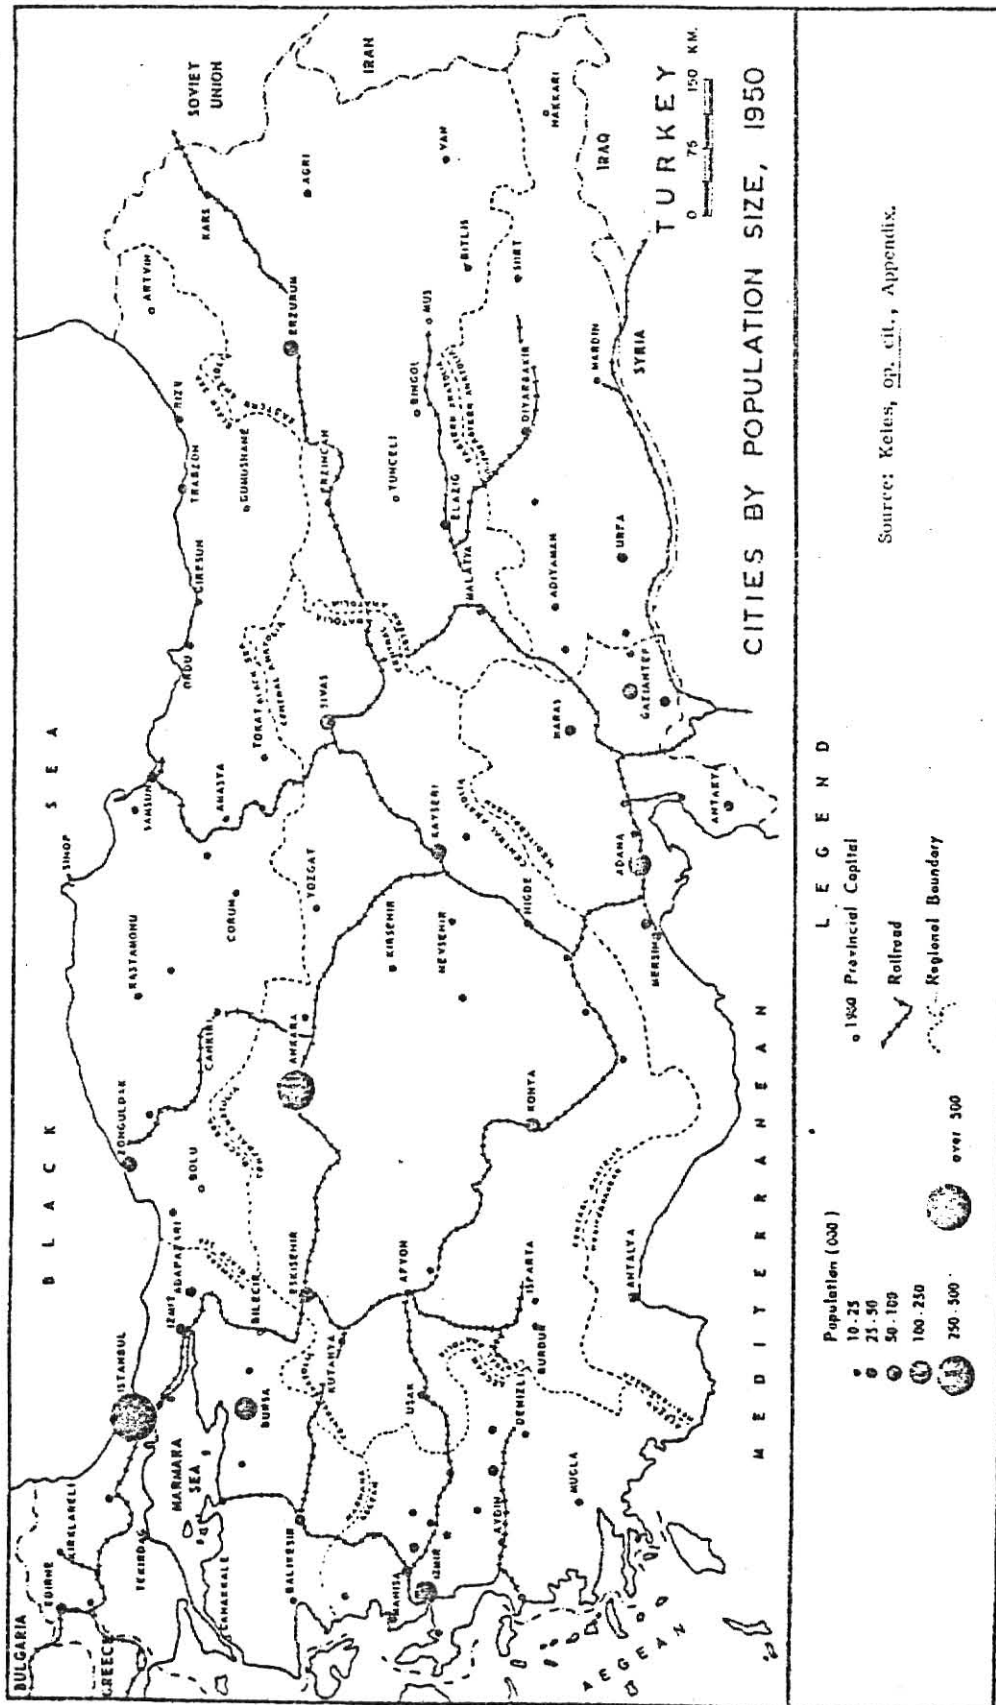 BULGARIA
GREECE
EDIRNE
KIRLARELI
TEKIRDAG
CANAKKALE
BLACK SEA
MARMARA SEA
ISTANBUL
IZMIT
ADAPAZARI
BURSA
BILECIK
BALIKESIR
ESKISEHIR
KUTAHYA
BOLU
ZONGULDAK
CANKIRI
KASTAMONU
SINOP
CORUM
SAMSUN
AMASYA
TOKAT
ORDU
GIRESUN
TRABZON
RIZE
GUMUSHANE
ARTVIN
KARS
SOVIET UNION
IRAN
AGRI
ERZURUM
ERZINCAN
SIVAS
YOZGAT
ANKARA
KIRSEHIR
NEVSEHIR
KAYSERI
NIGDE
KONYA
AFYON
USAK
MANISA
IZMIR
AYDIN
DENIZLI
MUGLA
BURDUR
ISPARTA
ANTALYA
MERSIN
ADANA
ANTAKYA
MARAS
GAZIANTEP
MALATYA
ADIYAMAN
URFA
ELAZIG
TUNCELI
BINGOL
MUS
BITLIS
VAN
SIIRT
DIYARBAKIR
MARDIN
HAKKARI
IRAQ
SYRIA
AEGEAN
MEDITERRANEAN
TURKEY
0 75 150 KM.
CITIES BY POPULATION SIZE, 1950
LEGEND
Population (000)
10-25
25-50
50-100
100-250
250-500
over 500
Provincial Capital
Railroad
Regional Boundary
Source: Keles, op. cit., Appendix.